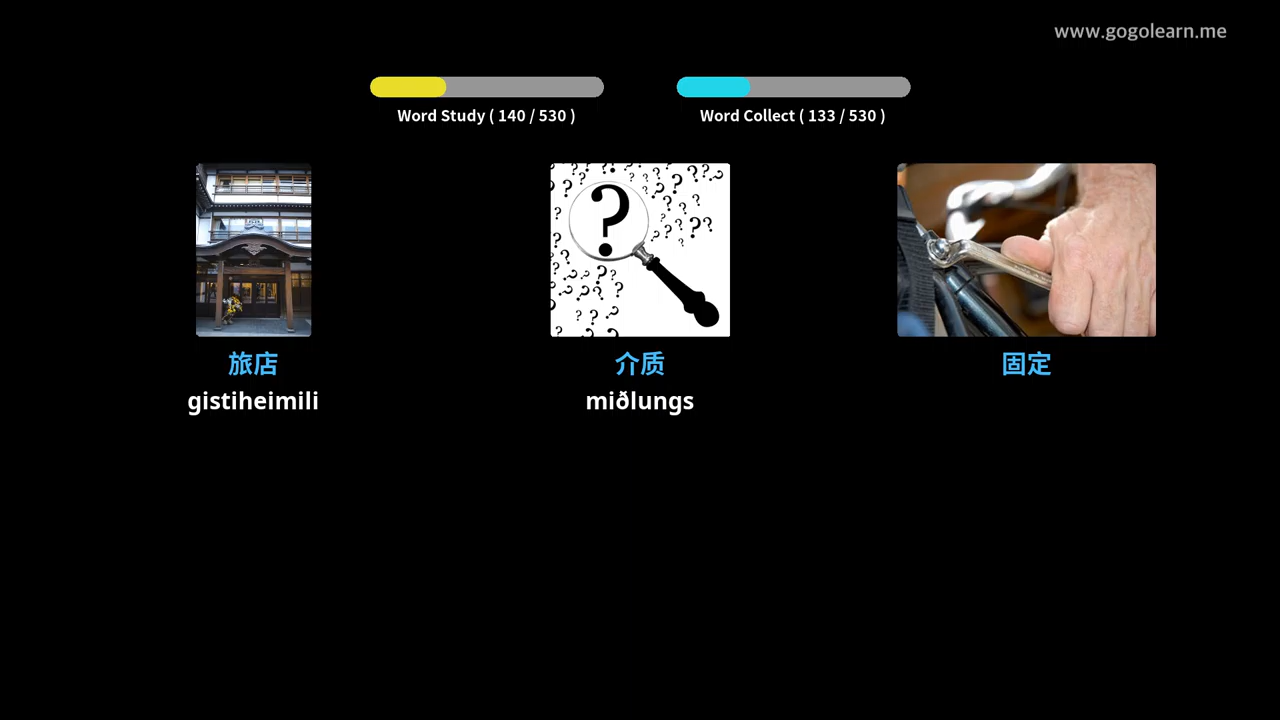 www.gogolearn.me
Word Study ( 140 / 530 )
Word Collect ( 133 / 530 )
旅店
介质
固定
gistiheimili
miðlungs